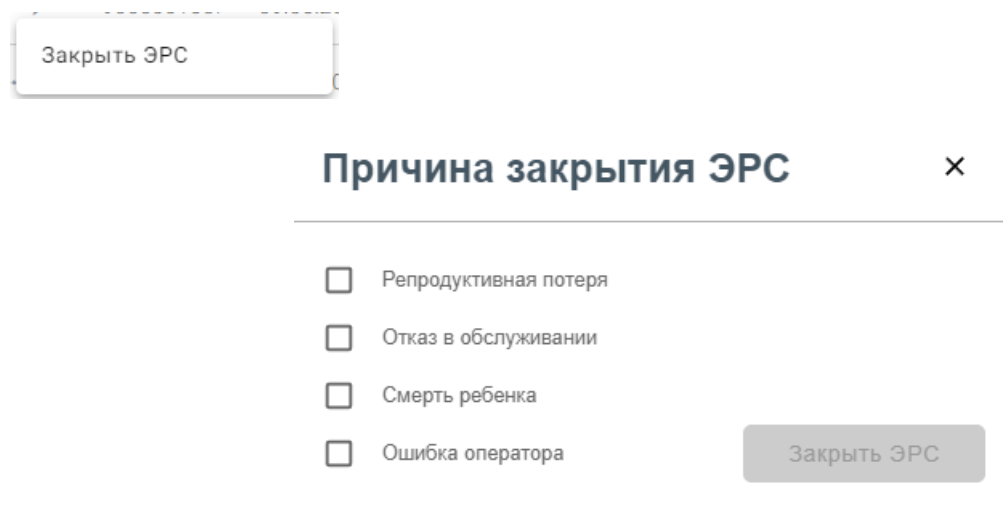 Закрыть ЭРС
Причина закрытия ЭРС
Репродуктивная потеря
Отказ в обслуживании
Смерть ребенка
Ошибка оператора
Закрыть ЭРС